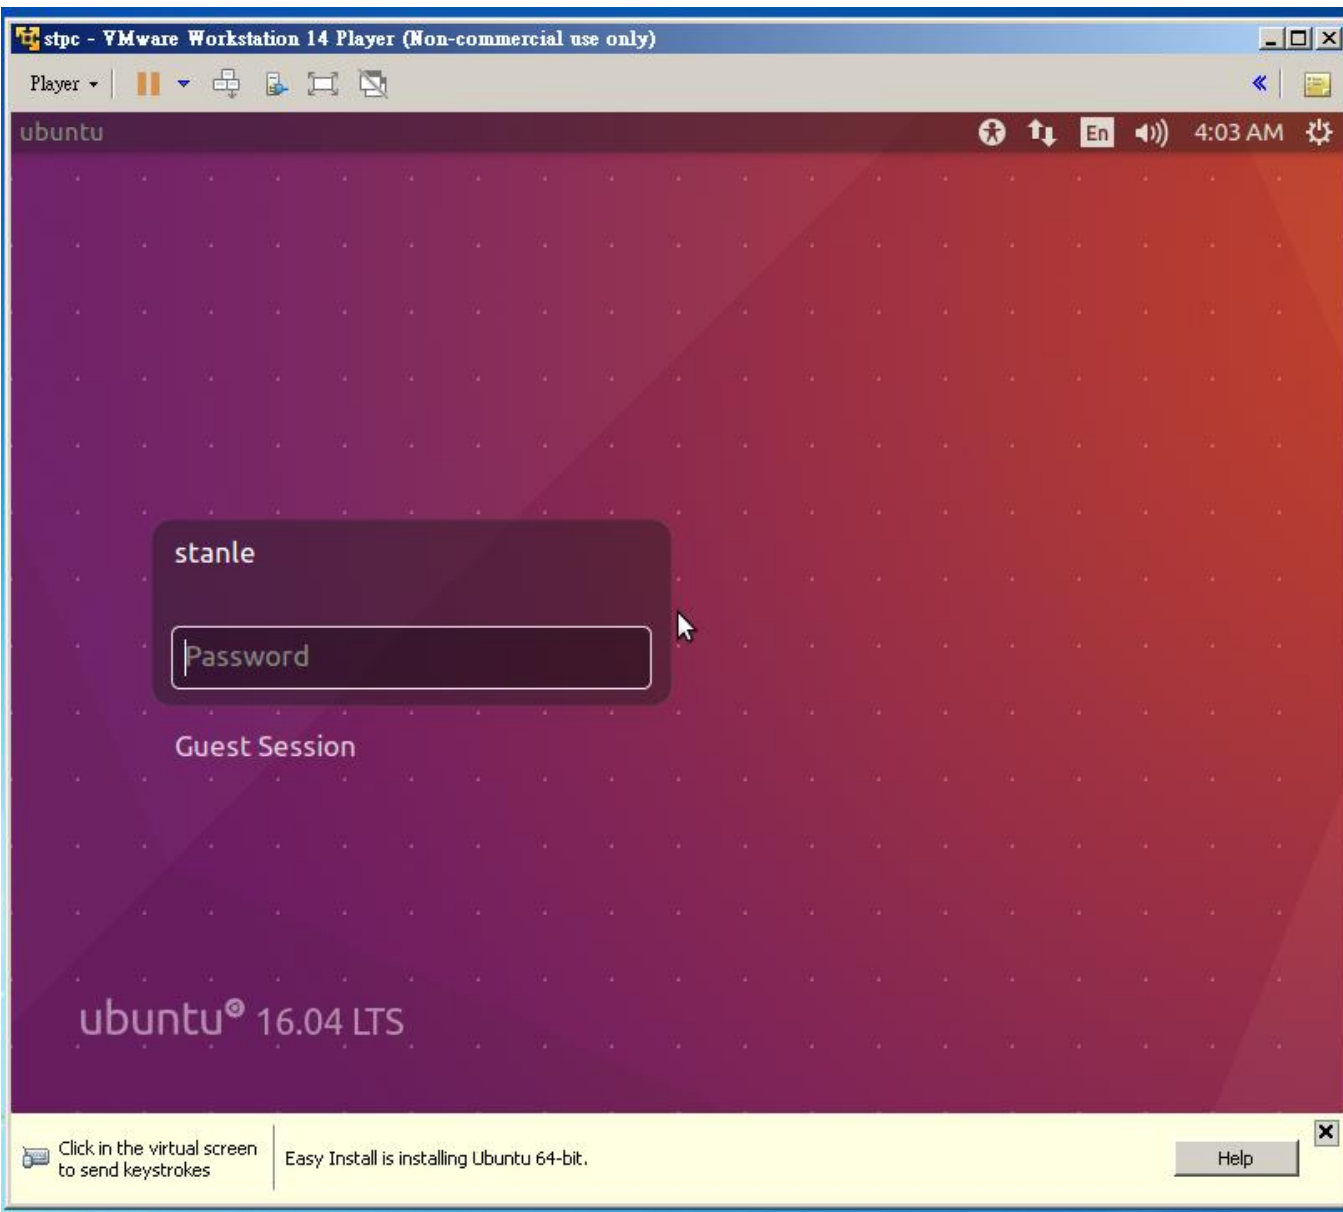 stpc - VMware Workstation 14 Player (Non-commercial use only)
Player
ubuntu
En
4:03 AM
stanle
Password
Guest Session
ubuntu 16.04 LTS
Click in the virtual screen
to send keystrokes
Easy Install is installing Ubuntu 64-bit.
Help